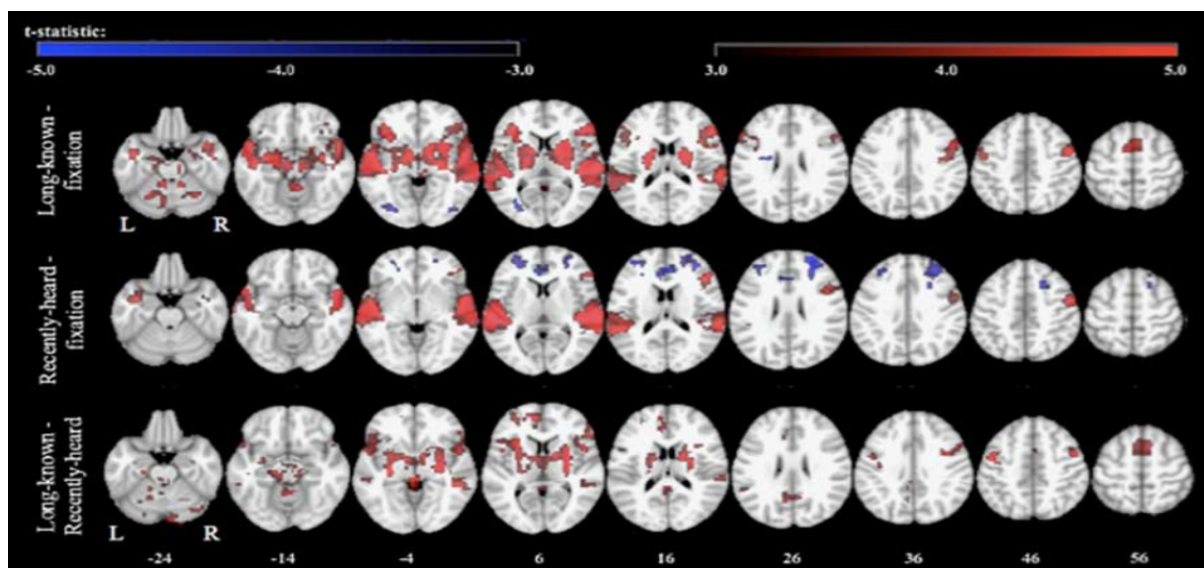 t-statistic:
-5.0 -4.0 -3.0 3.0 4.0 5.0
Long-known -
fixation
L R
Recently-heard -
fixation
Long-known -
Recently-heard
L R
-24 -14 -4 6 16 26 36 46 56